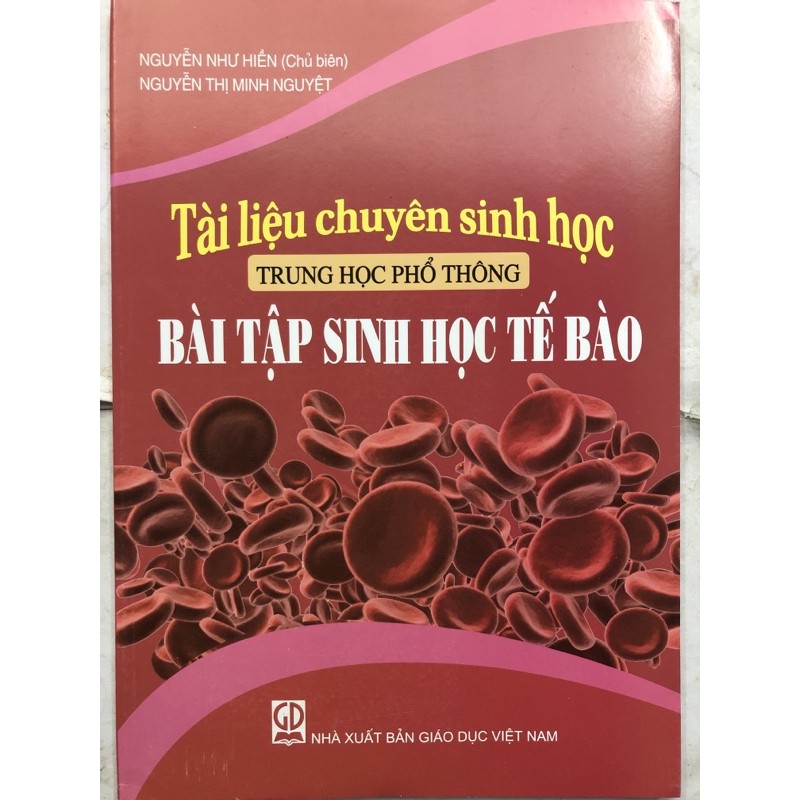 NGUYỄN NHƯ HIỀN (Chủ biên)
NGUYỄN THỊ MINH NGUYỆT
Tài liệu chuyên sinh học
TRUNG HỌC PHỔ THÔNG
BÀI TẬP SINH HỌC TẾ BÀO
GD
NHÀ XUẤT BẢN GIÁO DỤC VIỆT NAM